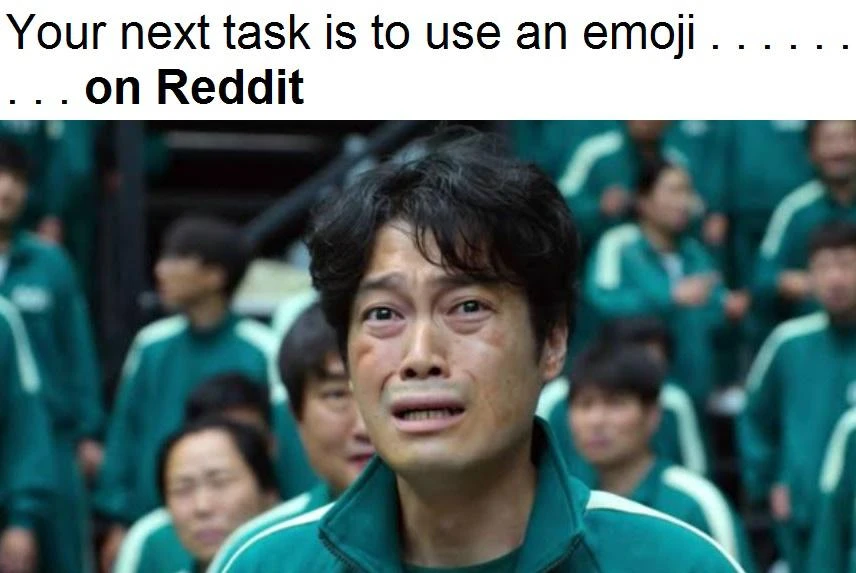 Your next task is to use an emoji . . . . . .
. . . on Reddit